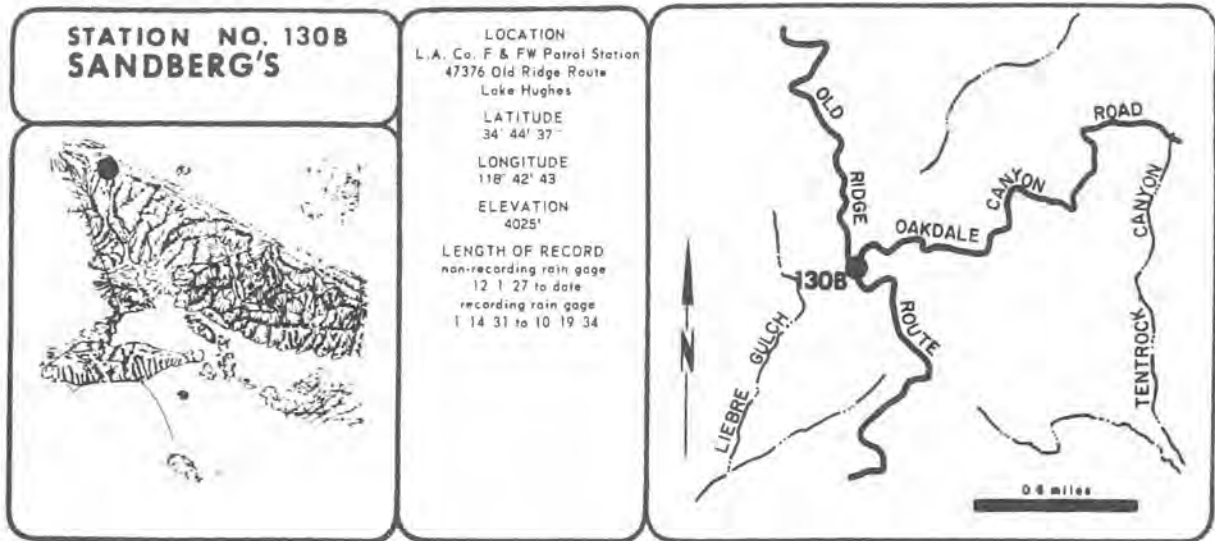 STATION NO. 130B
SANDBERG'S
LOCATION
L.A. Co. F & FW Patrol Station
47376 Old Ridge Route
Lake Hughes
LATITUDE
34° 44' 37"
LONGITUDE
118° 42' 43
ELEVATION
4025'
LENGTH OF RECORD
non-recording rain gage
12 1 27 to date
recording rain gage
1 14 31 to 10 19 34
OLD
RIDGE
ROUTE
OAKDALE
CANYON
ROAD
130B
LIEBRE GULCH
TENTROCK CANYON
N
0.6 miles